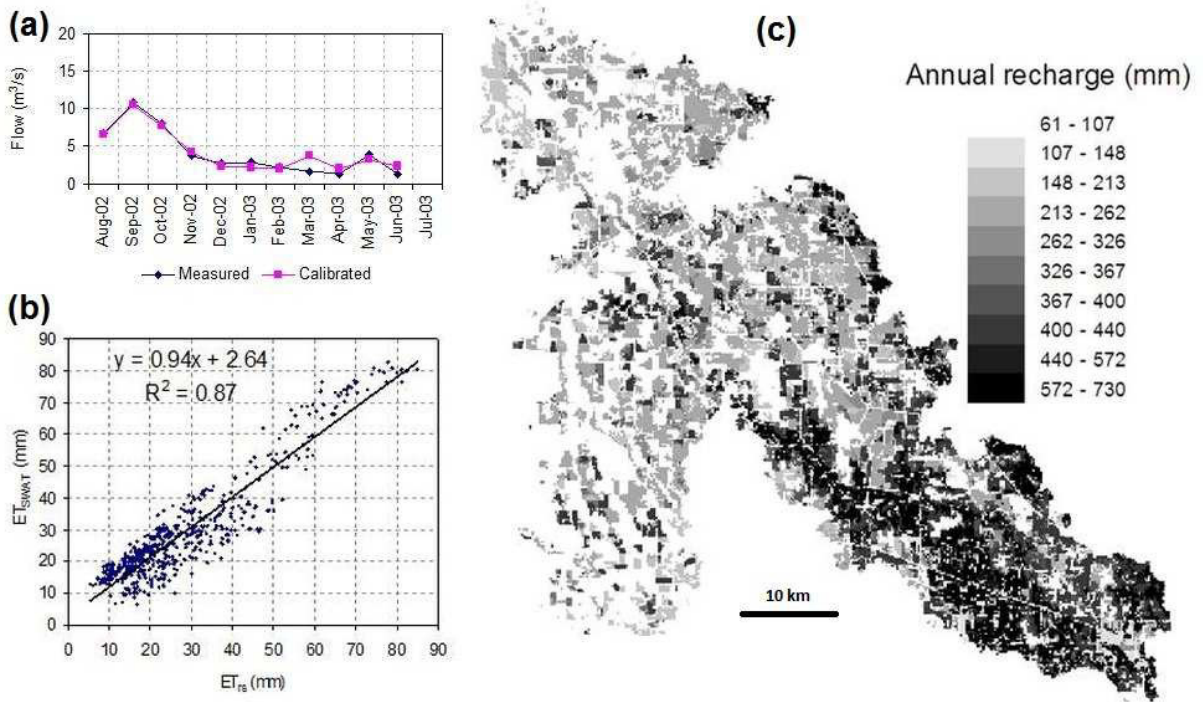 (a)
20
15
10
5
0
Flow (m³/s)
Aug-02
Sep-02
Oct-02
Nov-02
Dec-02
Jan-03
Feb-03
Mar-03
Apr-03
May-03
Jun-03
Jul-03
Measured
Calibrated
(b)
90
80
70
60
50
40
30
20
10
0
ET_SWAT (mm)
y = 0.94x + 2.64
R² = 0.87
0 10 20 30 40 50 60 70 80 90
ET_rs (mm)
(c)
Annual recharge (mm)
61 - 107
107 - 148
148 - 213
213 - 262
262 - 326
326 - 367
367 - 400
400 - 440
440 - 572
572 - 730
10 km